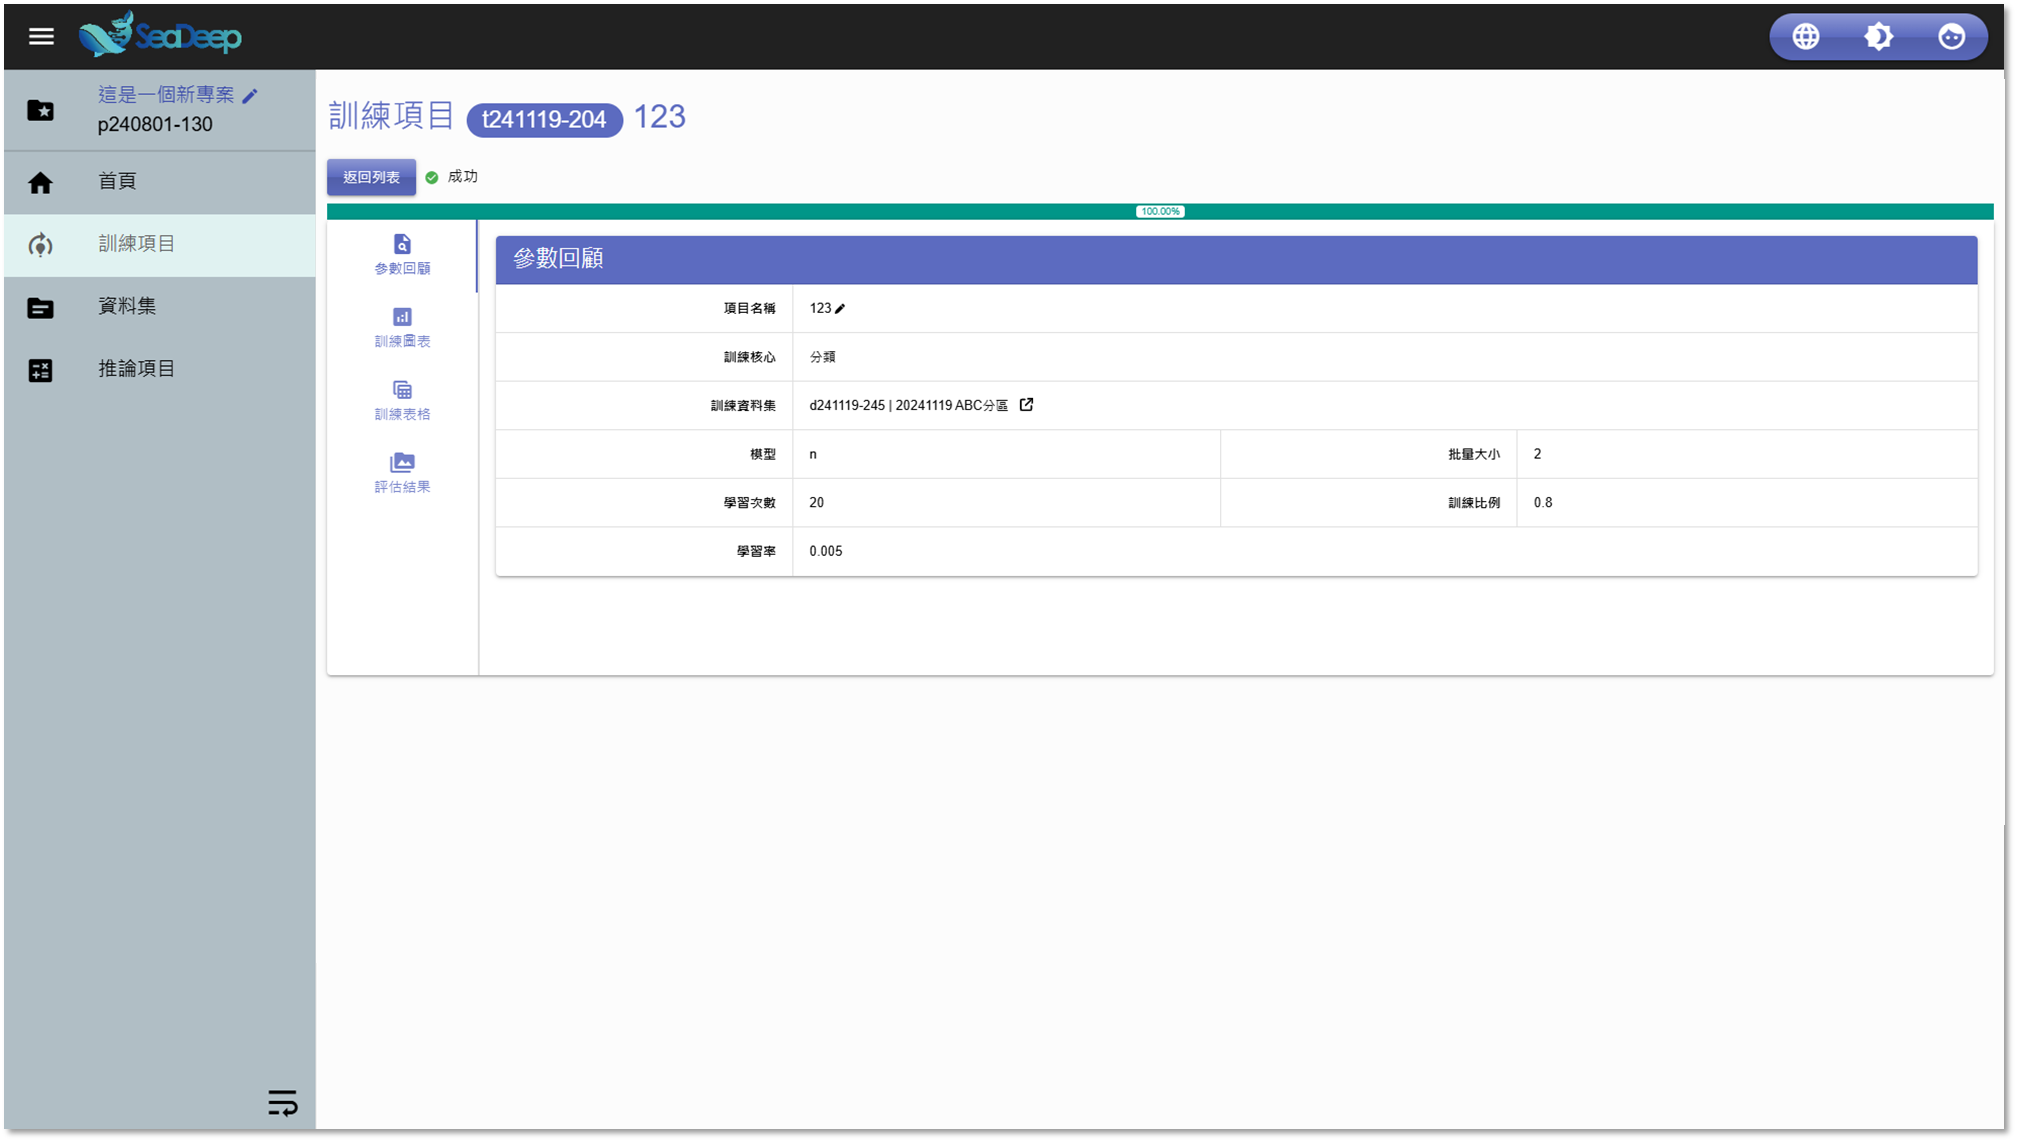 SeaDeep
這是一個新專案
p240801-130
首頁
訓練項目
資料集
推論項目
訓練項目 t241119-204 123
返回列表 成功
100.00%
參數回顧
訓練圖表
訓練表格
評估結果
參數回顧
項目名稱 123
訓練核心 分類
訓練資料集 d241119-245 | 20241119 ABC分區
模型 n 批量大小 2
學習次數 20 訓練比例 0.8
學習率 0.005